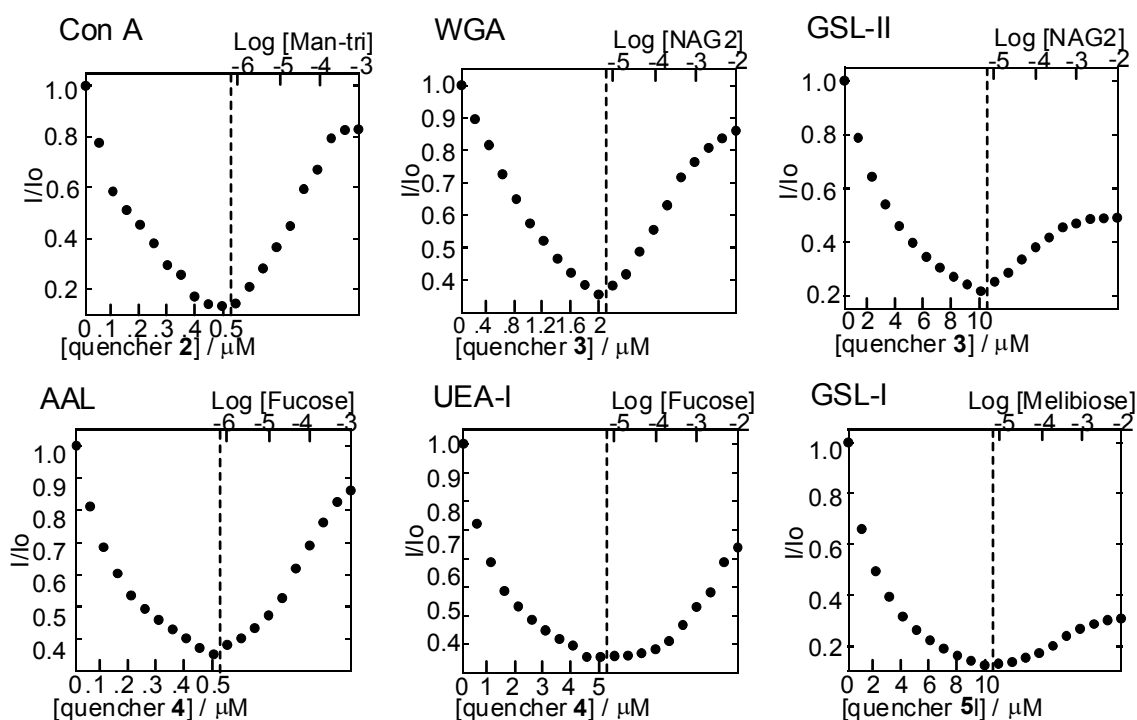 Con A
Log [Man-tri]
-6 -5 -4 -3
1.0
0.8
0.6
0.4
0.2
I/Io
0 .1 .2 .3 .4 0.5
[quencher 2] / μM
WGA
Log [NAG2]
-5 -4 -3 -2
1.0
0.9
0.8
0.7
0.6
0.5
0.4
I/Io
0 .4 .8 1.2 1.6 2
[quencher 3] / μM
GSL-II
Log [NAG2]
-5 -4 -3 -2
1.0
0.8
0.6
0.4
0.2
I/Io
0 2 4 6 8 10
[quencher 3] / μM
AAL
Log [Fucose]
-6 -5 -4 -3
1.0
0.9
0.8
0.7
0.6
0.5
0.4
I/Io
0 .1 .2 .3 .4 0.5
[quencher 4] / μM
UEA-I
Log [Fucose]
-5 -4 -3 -2
1.0
0.9
0.8
0.7
0.6
0.5
0.4
I/Io
0 1 2 3 4 5
[quencher 4] / μM
GSL-I
Log [Melibiose]
-5 -4 -3 -2
1.0
0.8
0.6
0.4
0.2
I/Io
0 2 4 6 8 10
[quencher 5l] / μM